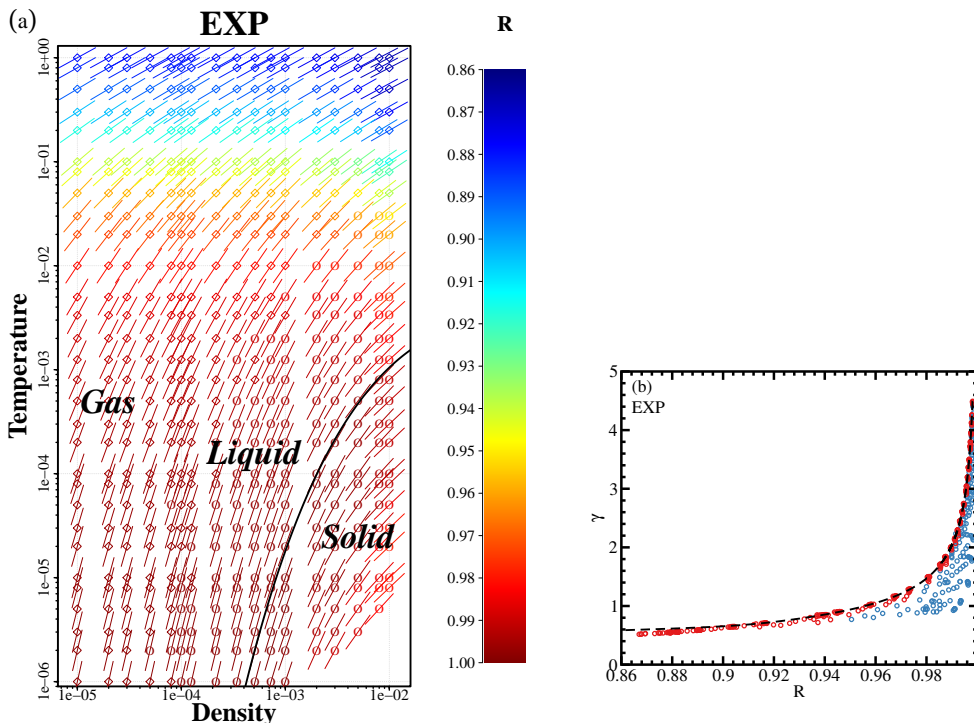 (a)
EXP
R
Temperature
1e+00
1e−01
1e−02
1e−03
1e−04
1e−05
1e−06
Gas
Liquid
Solid
1e−05
1e−04
1e−03
1e−02
Density
0.86
0.87
0.88
0.89
0.90
0.91
0.92
0.93
0.94
0.95
0.96
0.97
0.98
0.99
1.00
(b)
EXP
γ
5
4
3
2
1
0
0.86 0.88 0.9 0.92 0.94 0.96 0.98
R